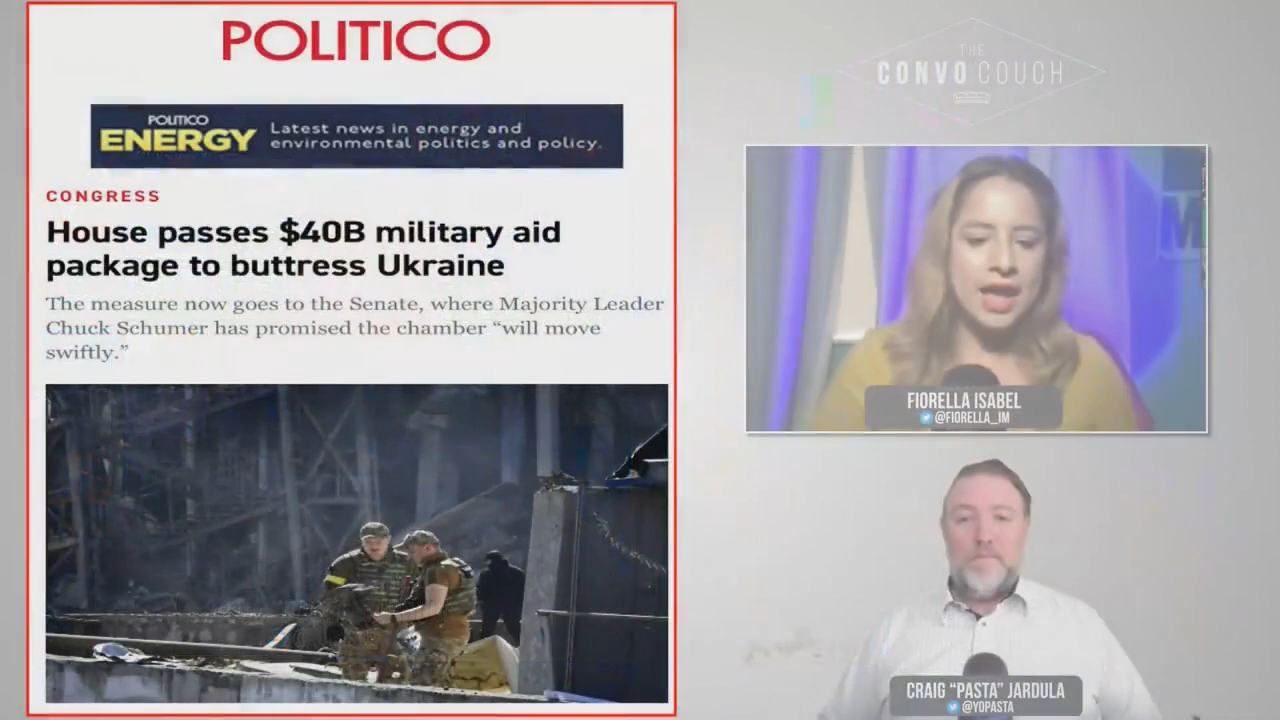 POLITICO
POLITICO
ENERGY
Latest news in energy and
environmental politics and policy.
CONGRESS
House passes $40B military aid
package to buttress Ukraine
The measure now goes to the Senate, where Majority Leader
Chuck Schumer has promised the chamber “will move
swiftly.”
THE
CONVO COUCH
FIORELLA ISABEL
@FIORELLA_IM
CRAIG “PASTA” JARDULA
@YOPASTA